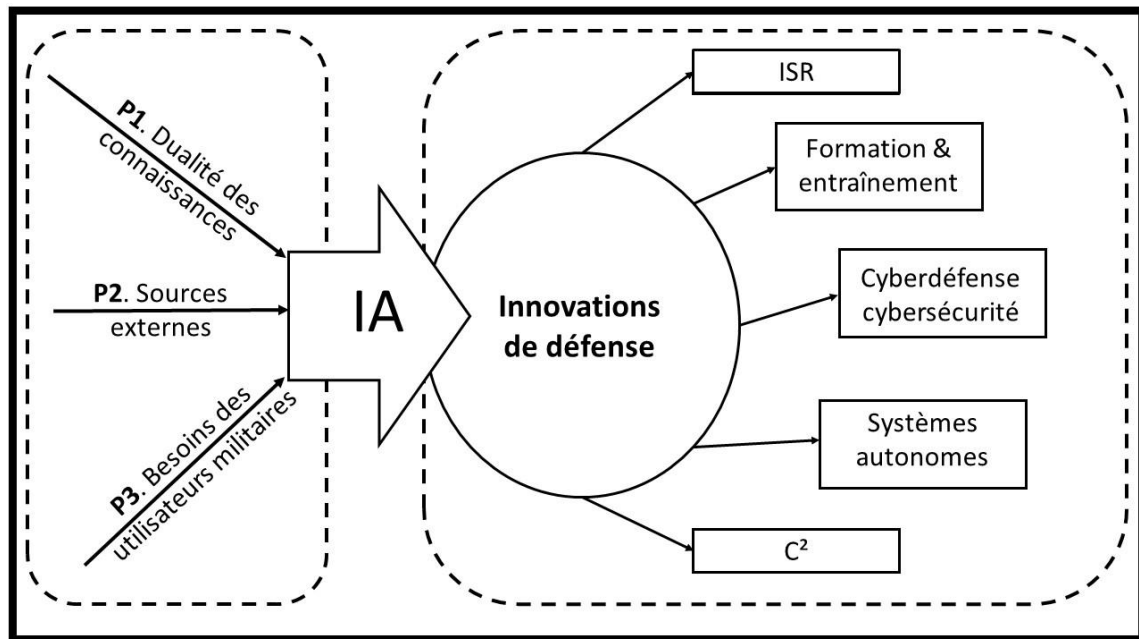 P1. Dualité des
connaissances
P2. Sources
externes
P3. Besoins des
utilisateurs militaires
IA
Innovations
de défense
ISR
Formation &
entraînement
Cyberdéfense
cybersécurité
Systèmes
autonomes
C²